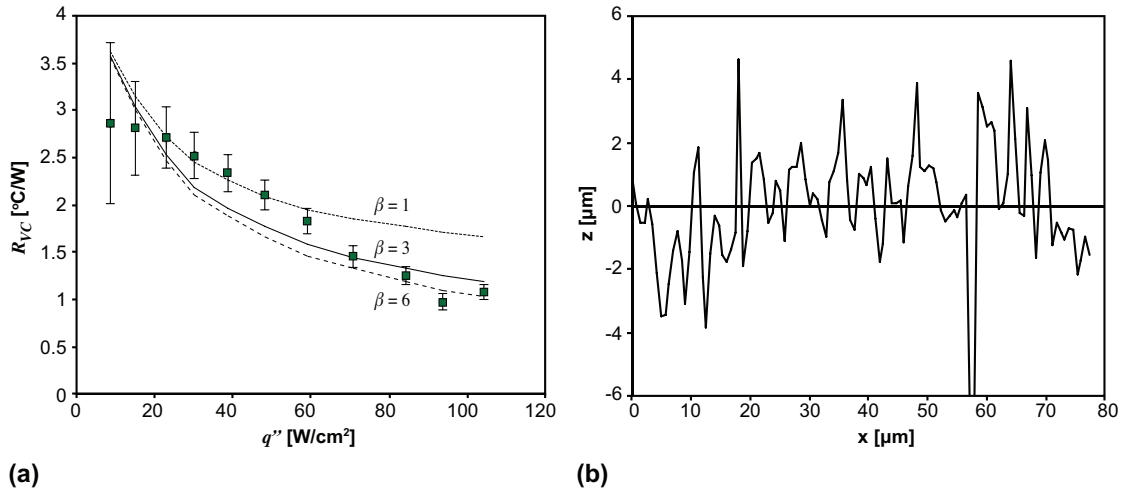 4
3.5
3
2.5
2
1.5
1
0.5
0
0 20 40 60 80 100 120
R_VC [°C/W]
q” [W/cm²]
β = 1
β = 3
β = 6
(a)
6
4
2
0
-2
-4
-6
0 10 20 30 40 50 60 70 80
z [µm]
x [µm]
(b)